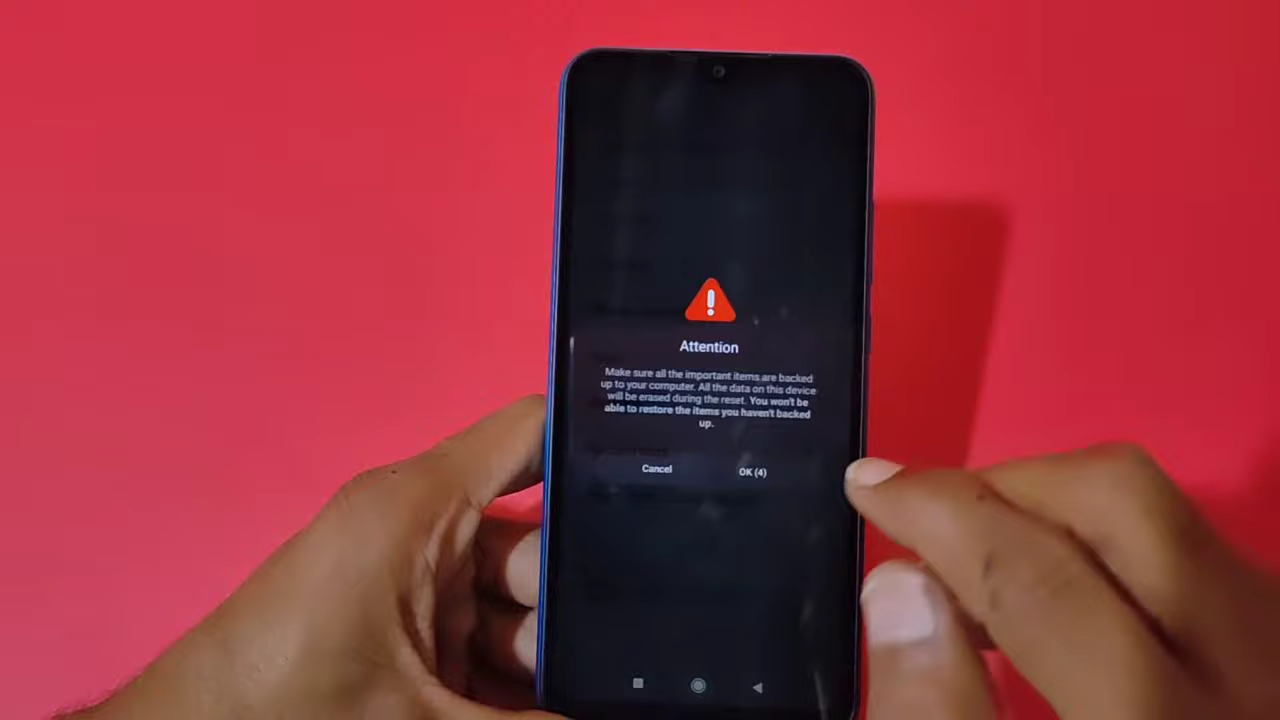 Attention
Make sure all the important items are backed
up to your computer. All the data on this device
will be erased during the reset. You won't be
able to restore the items you haven't backed
up.
Cancel
OK (4)